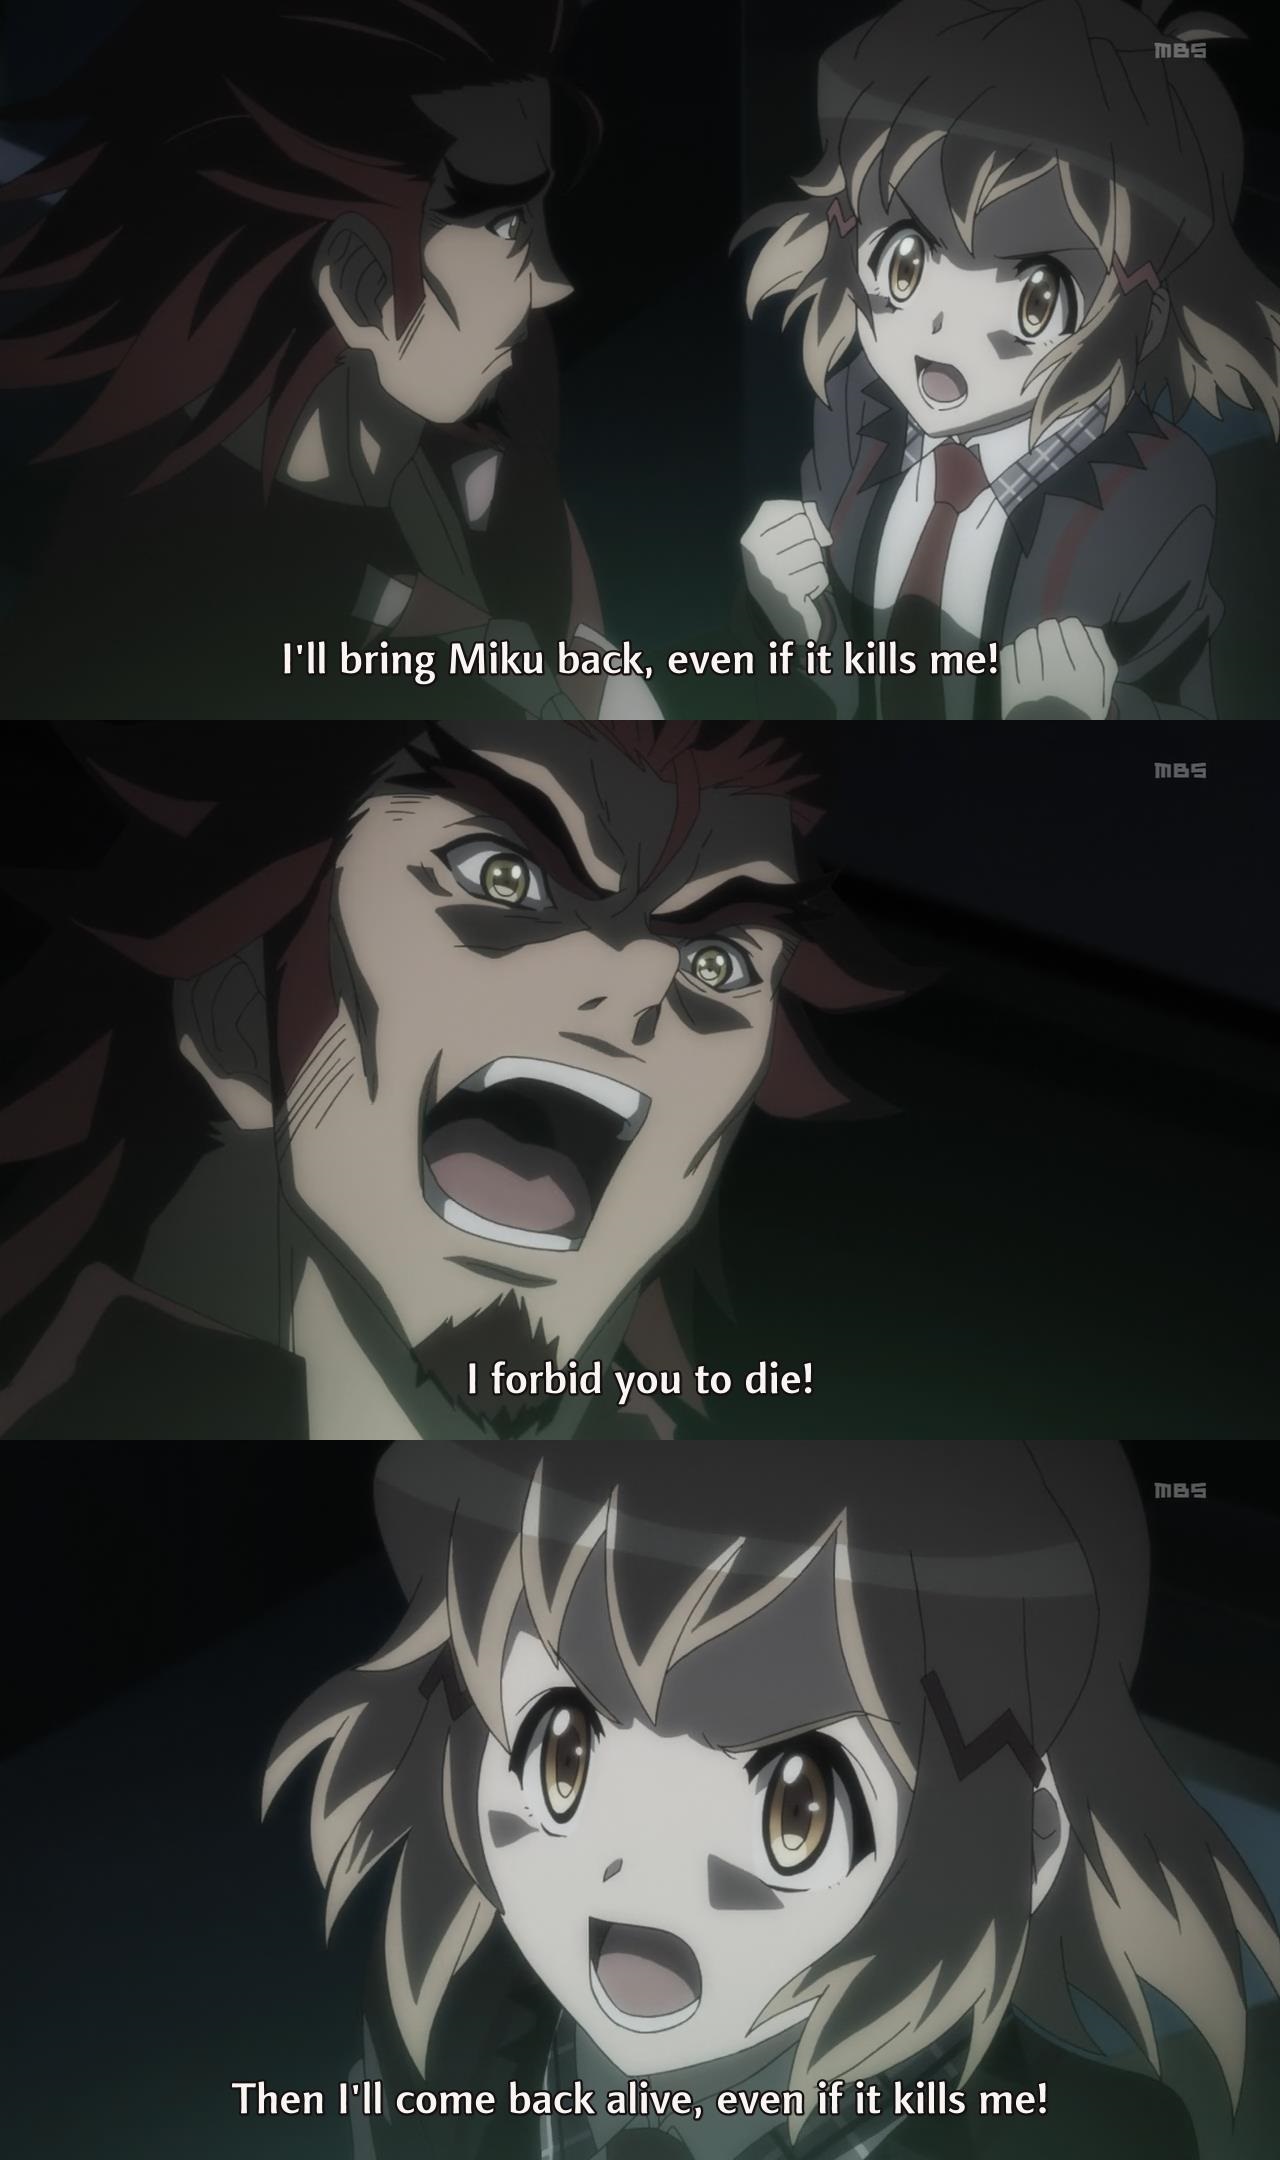 MBS
I'll bring Miku back, even if it kills me!
MBS
I forbid you to die!
MBS
Then I'll come back alive, even if it kills me!